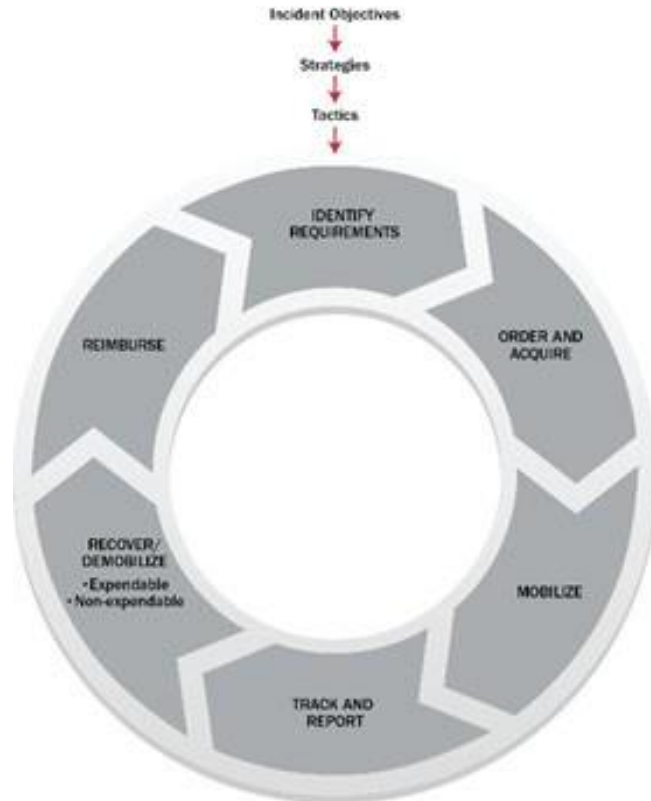 Incident Objectives
Strategies
Tactics
IDENTIFY
REQUIREMENTS
ORDER AND
ACQUIRE
MOBILIZE
TRACK AND
REPORT
RECOVER/
DEMOBILIZE
•Expendable
•Non-expendable
REIMBURSE